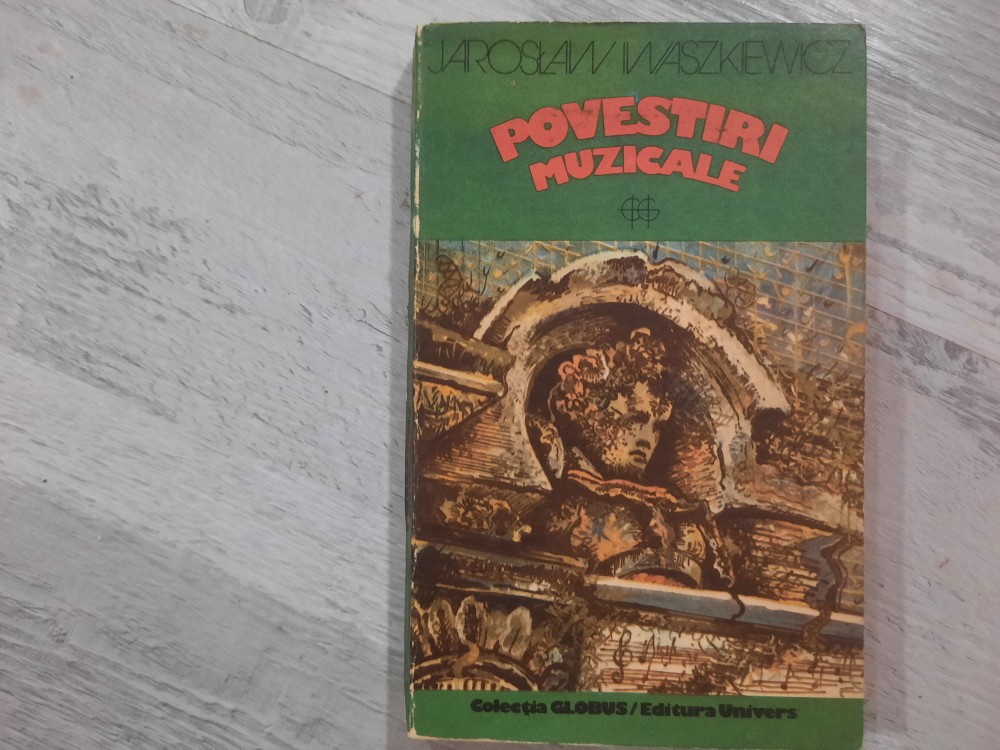 JAROSŁAW IWASZKIEWICZ
POVESTIRI
MUZICALE
Colecția GLOBUS/Editura Univers